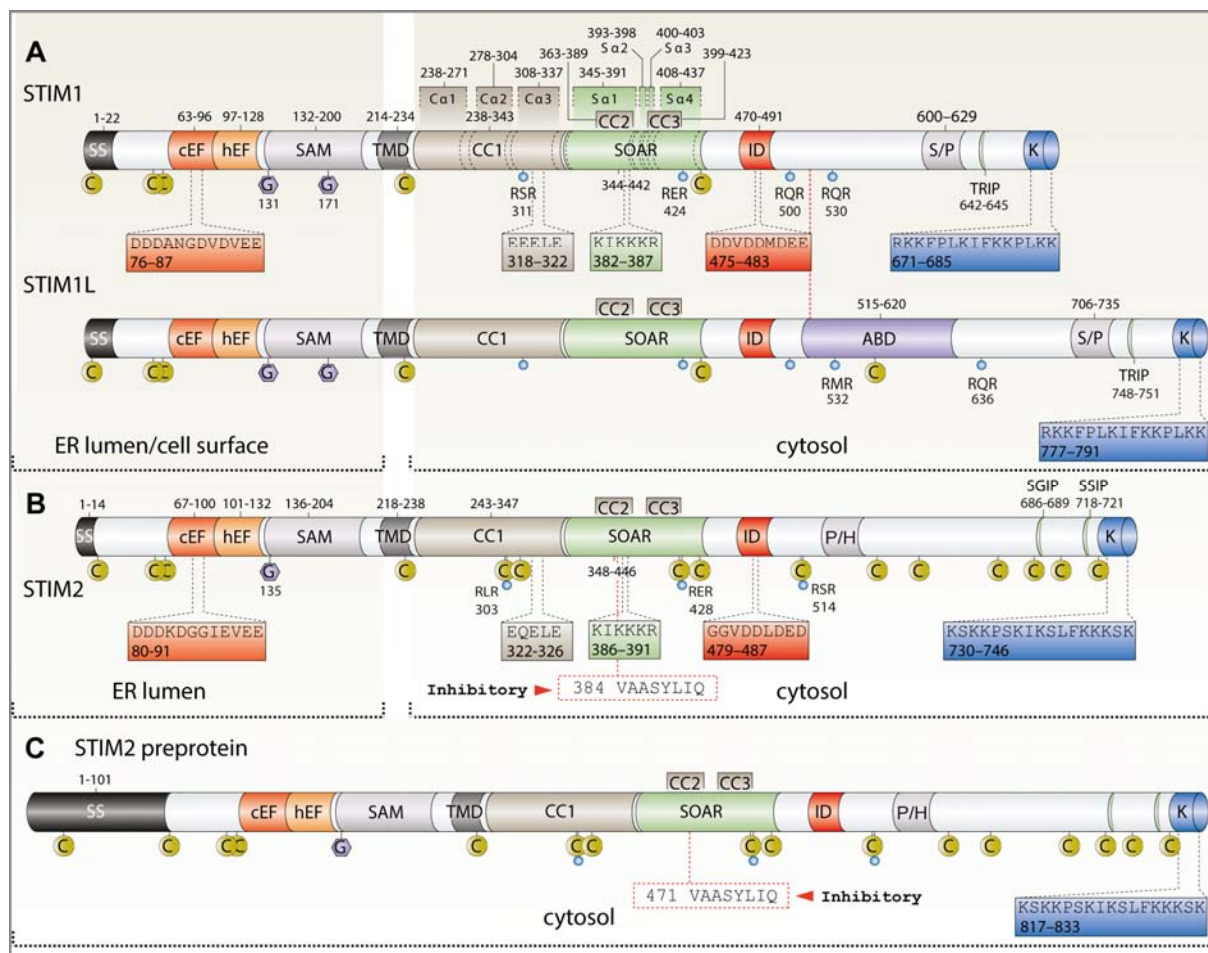 A
STIM1
393-398
400-403
363-389
Sα2
Sα3
399-423
278-304
238-271
308-337
345-391
408-437
Cα1
Cα2
Cα3
Sα1
Sα4
1-22
63-96
97-128
132-200
214-234
238-343
CC2
CC3
470-491
600–629
SS
cEF
hEF
SAM
TMD
CC1
SOAR
ID
S/P
K
C
C
C
G
G
C
C
131
171
RSR
311
344-442
RER
424
RQR
500
RQR
530
TRIP
642-645
DDDANGDVDVEE
76–87
EEELE
318–322
KIKKKR
382–387
DDVDDMDEE
475–483
RKKFPLKIFKKPLKK
671–685
STIM1L
CC2
CC3
515-620
706-735
SS
cEF
hEF
SAM
TMD
CC1
SOAR
ID
ABD
S/P
K
C
C
C
G
G
C
C
C
RMR
532
RQR
636
TRIP
748-751
RKKFPLKIFKKPLKK
777–791
ER lumen/cell surface
cytosol
B
1-14
67-100
101-132
136-204
218-238
243-347
CC2
CC3
SGIP
686-689
SSIP
718-721
SS
cEF
hEF
SAM
TMD
CC1
SOAR
ID
P/H
K
C
C
C
G
C
C
C
C
C
C
C
C
C
C
C
C
135
348-446
STIM2
RLR
303
RER
428
RSR
514
DDDKDGGIEVEE
80-91
EQELE
322-326
KIKKKR
386–391
GGVDDLDED
479–487
KSKKPSKIKSLFKKKSK
730–746
Inhibitory
384 VAASYLIQ
ER lumen
cytosol
C
STIM2 preprotein
1-101
CC2
CC3
SS
cEF
hEF
SAM
TMD
CC1
SOAR
ID
P/H
K
C
C
C
C
G
C
C
C
C
C
C
C
C
C
C
C
C
471 VAASYLIQ
Inhibitory
cytosol
KSKKPSKIKSLFKKKSK
817–833